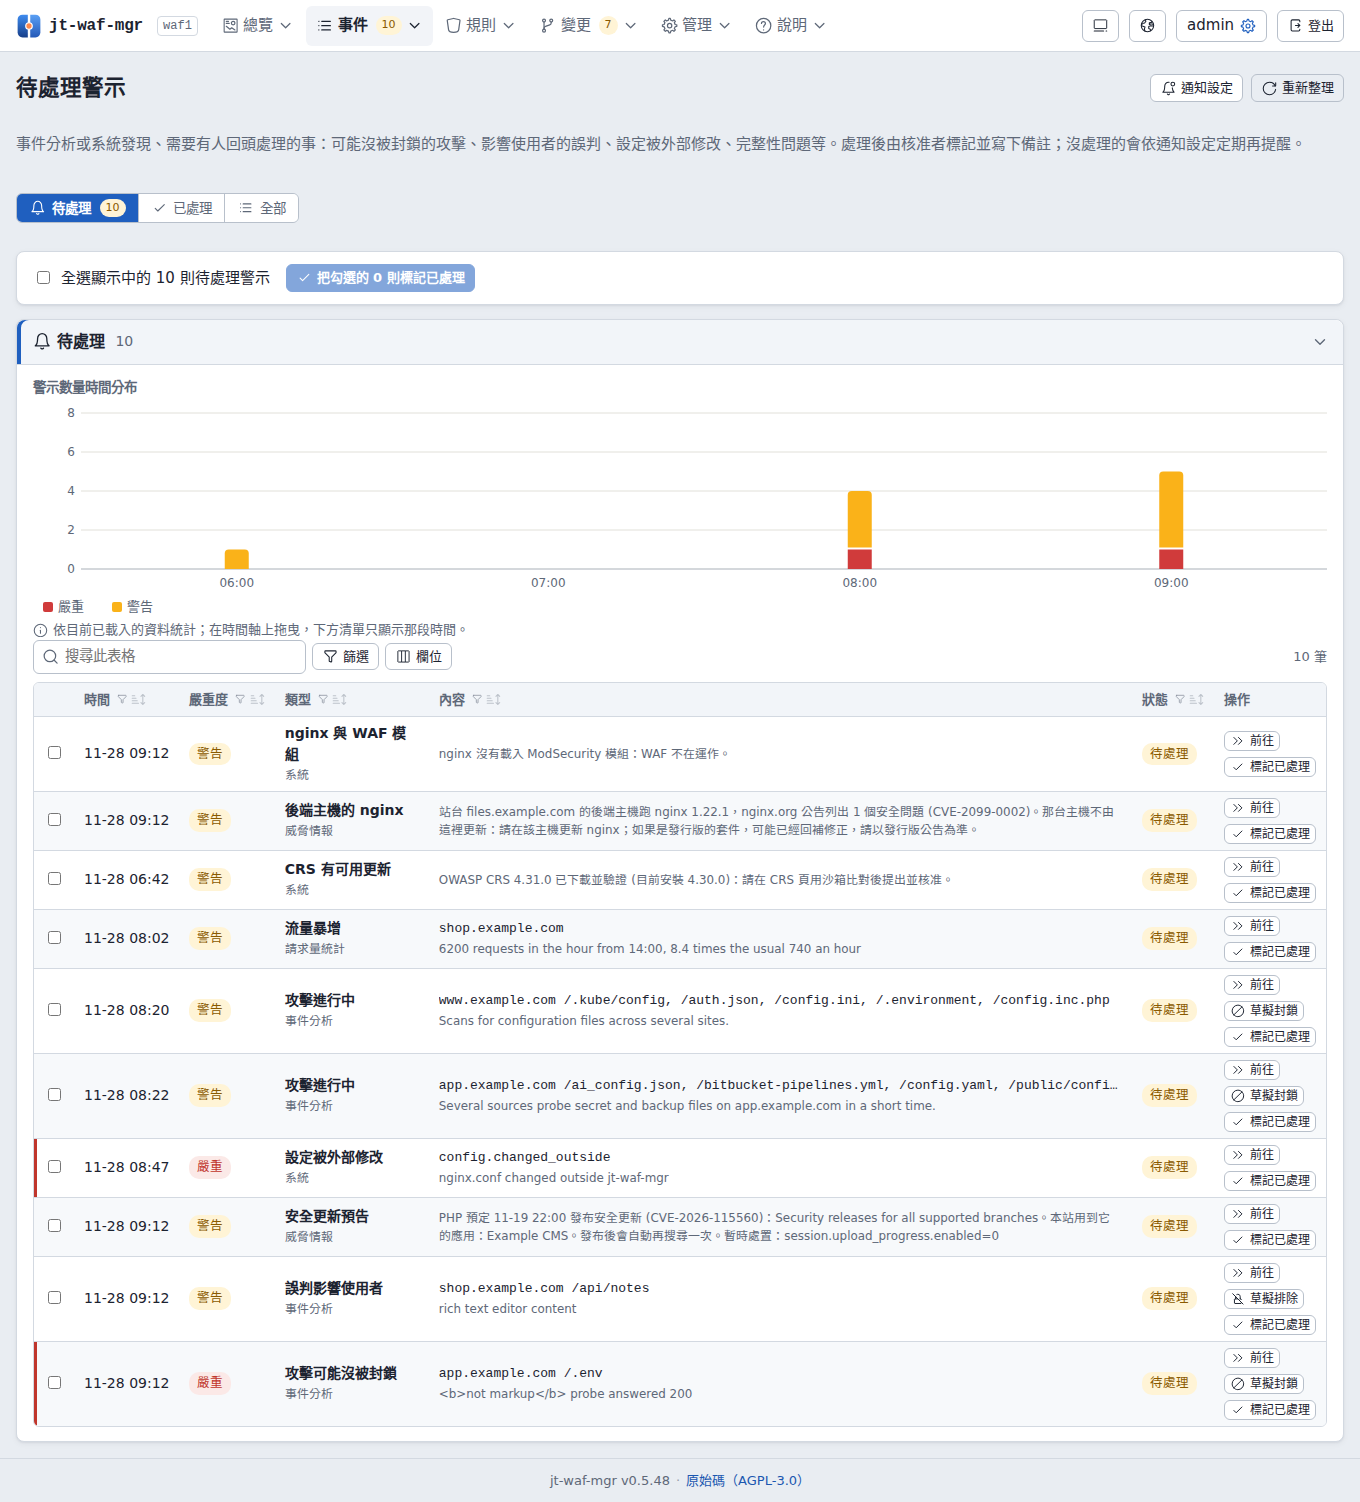 jt-waf-mgr waf1 總覽 事件 10 規則 變更 7 管理 說明 admin 登出
待處理警示 通知設定 重新整理
事件分析或系統發現、需要有人回頭處理的事：可能沒被封鎖的攻擊、影響使用者的誤判、設定被外部修改、完整性問題等。處理後由核准者標記並寫下備註；沒處理的會依通知設定定期再提醒。
待處理 10 已處理 全部
全選顯示中的 10 則待處理警示 把勾選的 0 則標記已處理
待處理 10
警示數量時間分布
8
6
4
2
0
06:00 07:00 08:00 09:00
嚴重 警告
依目前已載入的資料統計；在時間軸上拖曳，下方清單只顯示那段時間。
搜尋此表格 篩選 欄位 10 筆
時間 嚴重度 類型 內容 狀態 操作
11-28 09:12 警告 nginx 與 WAF 模組 系統 nginx 沒有載入 ModSecurity 模組：WAF 不在運作。 待處理 前往 標記已處理
11-28 09:12 警告 後端主機的 nginx 威脅情報 站台 files.example.com 的後端主機跑 nginx 1.22.1，nginx.org 公告列出 1 個安全問題 (CVE-2099-0002)。那台主機不由這裡更新：請在該主機更新 nginx；如果是發行版的套件，可能已經回補修正，請以發行版公告為準。 待處理 前往 標記已處理
11-28 06:42 警告 CRS 有可用更新 系統 OWASP CRS 4.31.0 已下載並驗證 (目前安裝 4.30.0)：請在 CRS 頁用沙箱比對後提出並核准。 待處理 前往 標記已處理
11-28 08:02 警告 流量暴增 請求量統計 shop.example.com 6200 requests in the hour from 14:00, 8.4 times the usual 740 an hour 待處理 前往 標記已處理
11-28 08:20 警告 攻擊進行中 事件分析 www.example.com /.kube/config, /auth.json, /config.ini, /.environment, /config.inc.php Scans for configuration files across several sites. 待處理 前往 草擬封鎖 標記已處理
11-28 08:22 警告 攻擊進行中 事件分析 app.example.com /ai_config.json, /bitbucket-pipelines.yml, /config.yaml, /public/confi… Several sources probe secret and backup files on app.example.com in a short time. 待處理 前往 草擬封鎖 標記已處理
11-28 08:47 嚴重 設定被外部修改 系統 config.changed_outside nginx.conf changed outside jt-waf-mgr 待處理 前往 標記已處理
11-28 09:12 警告 安全更新預告 威脅情報 PHP 預定 11-19 22:00 發布安全更新 (CVE-2026-115560)：Security releases for all supported branches。本站用到它的應用：Example CMS。發布後會自動再搜尋一次。暫時處置：session.upload_progress.enabled=0 待處理 前往 標記已處理
11-28 09:12 警告 誤判影響使用者 事件分析 shop.example.com /api/notes rich text editor content 待處理 前往 草擬排除 標記已處理
11-28 09:12 嚴重 攻擊可能沒被封鎖 事件分析 app.example.com /.env <b>not markup</b> probe answered 200 待處理 前往 草擬封鎖 標記已處理
jt-waf-mgr v0.5.48 · 原始碼（AGPL-3.0）